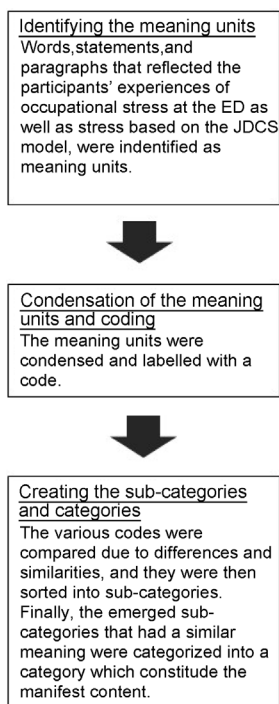 Identifying the meaning units
Words,statements,and
paragraphs that reflected the
participants' experiences of
occupational stress at the ED as
well as stress based on the JDCS
model, were indentified as
meaning units.
Condensation of the meaning
units and coding
The meaning units were
condensed and labelled with a
code.
Creating the sub-categories
and categories
The various codes were
compared due to differences and
similarities, and they were then
sorted into sub-categories.
Finally, the emerged sub-
categories that had a similar
meaning were categorized into a
category which constitute the
manifest content.